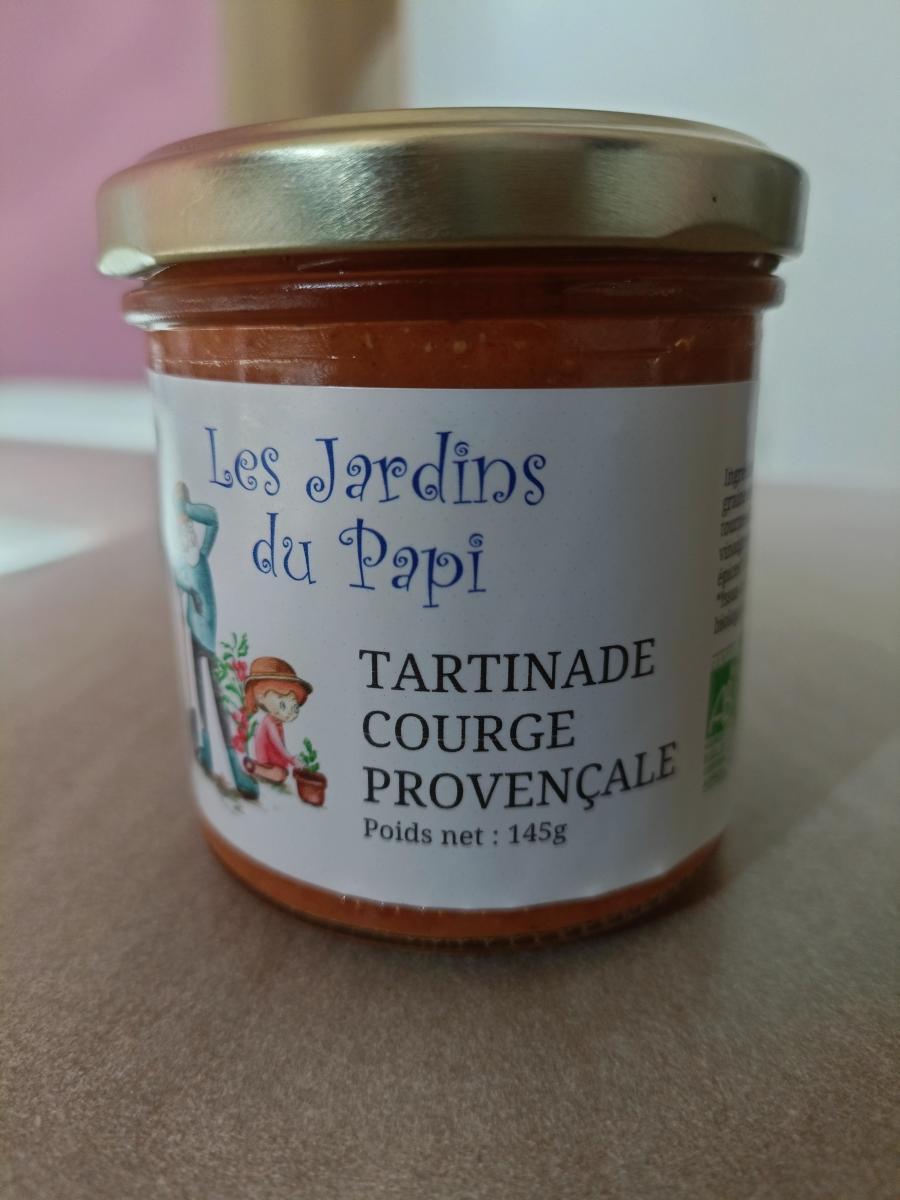 Les Jardins
du Papi
TARTINADE
COURGE
PROVENÇALE
Poids net : 145g